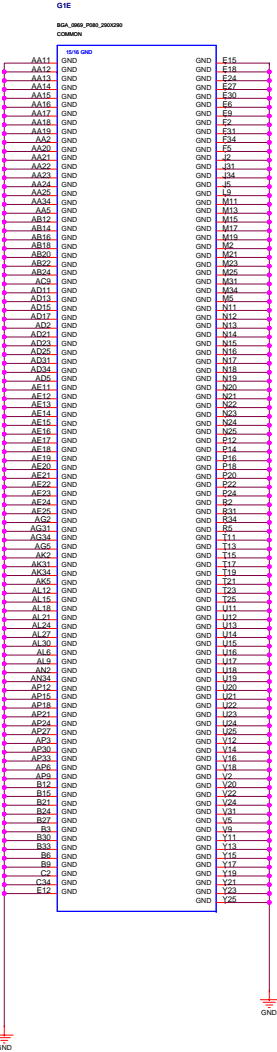 G1E
BGA_0969_P080_290X290
COMMON
15/16 GND
AA11 GND GND E15
AA12 GND GND E18
AA13 GND GND E24
AA14 GND GND E27
AA15 GND GND E30
AA16 GND GND E6
AA17 GND GND E9
AA18 GND GND F2
AA19 GND GND F31
AA2 GND GND F34
AA20 GND GND F5
AA21 GND GND J2
AA22 GND GND J31
AA23 GND GND J34
AA24 GND GND J5
AA25 GND GND L9
AA34 GND GND M11
AA5 GND GND M13
AB12 GND GND M15
AB14 GND GND M17
AB16 GND GND M19
AB18 GND GND M2
AB20 GND GND M21
AB22 GND GND M23
AB24 GND GND M25
AC9 GND GND M31
AD11 GND GND M34
AD13 GND GND M5
AD15 GND GND N11
AD17 GND GND N12
AD2 GND GND N13
AD21 GND GND N14
AD23 GND GND N15
AD25 GND GND N16
AD31 GND GND N17
AD34 GND GND N18
AD5 GND GND N19
AE11 GND GND N20
AE12 GND GND N21
AE13 GND GND N22
AE14 GND GND N23
AE15 GND GND N24
AE16 GND GND N25
AE17 GND GND P12
AE18 GND GND P14
AE19 GND GND P16
AE20 GND GND P18
AE21 GND GND P20
AE22 GND GND P22
AE23 GND GND P24
AE24 GND GND R2
AE25 GND GND R31
AG2 GND GND R34
AG31 GND GND R5
AG34 GND GND T11
AG5 GND GND T13
AK2 GND GND T15
AK31 GND GND T17
AK34 GND GND T19
AK5 GND GND T21
AL12 GND GND T23
AL15 GND GND T25
AL18 GND GND U11
AL21 GND GND U12
AL24 GND GND U13
AL27 GND GND U14
AL30 GND GND U15
AL6 GND GND U16
AL9 GND GND U17
AN2 GND GND U18
AN34 GND GND U19
AP12 GND GND U20
AP15 GND GND U21
AP18 GND GND U22
AP21 GND GND U23
AP24 GND GND U24
AP27 GND GND U25
AP3 GND GND V12
AP30 GND GND V14
AP33 GND GND V16
AP6 GND GND V18
AP9 GND GND V2
B12 GND GND V20
B15 GND GND V22
B21 GND GND V24
B24 GND GND V31
B27 GND GND V5
B3 GND GND V9
B30 GND GND Y11
B33 GND GND Y13
B6 GND GND Y15
B9 GND GND Y17
C2 GND GND Y19
C34 GND GND Y21
E12 GND GND Y23
GND Y25
GND
GND